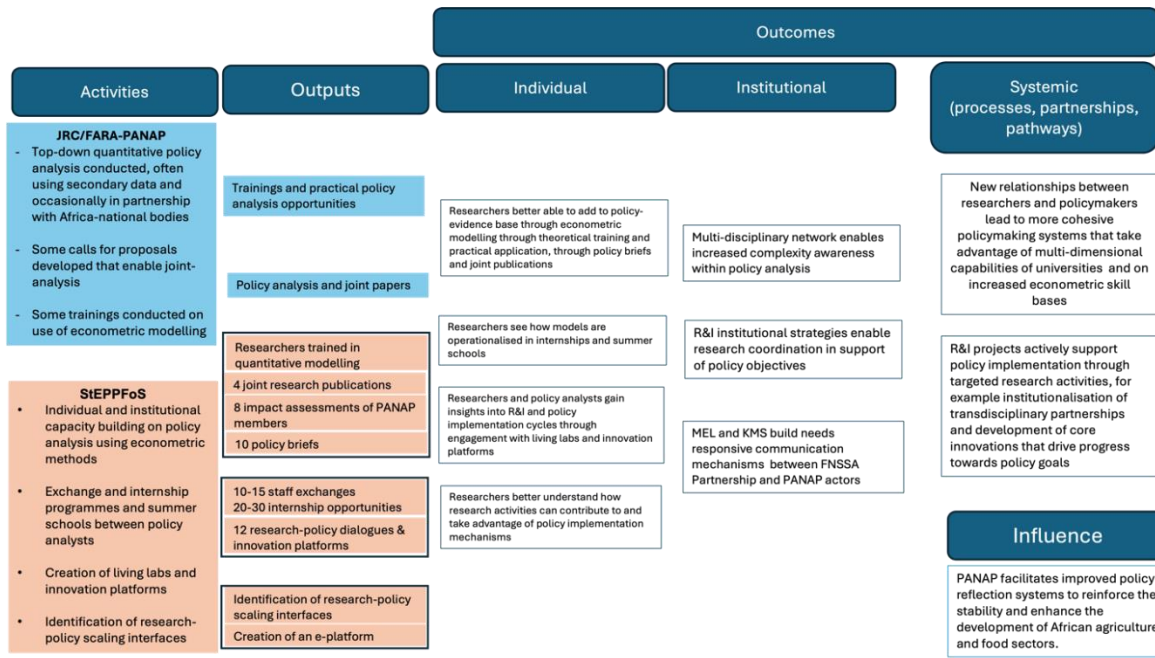 Outcomes
Activities
Outputs
Individual
Institutional
Systemic
(processes, partnerships,
pathways)
JRC/FARA-PANAP
- Top-down quantitative policy
analysis conducted, often
using secondary data and
occasionally in partnership
with Africa-national bodies
- Some calls for proposals
developed that enable joint-
analysis
- Some trainings conducted on
use of econometric modelling
StEPPFoS
• Individual and institutional
capacity building on policy
analysis using econometric
methods
• Exchange and internship
programmes and summer
schools between policy
analysts
• Creation of living labs and
innovation platforms
• Identification of research-
policy scaling interfaces
Trainings and practical policy
analysis opportunities
Policy analysis and joint papers
Researchers trained in
quantitative modelling
4 joint research publications
8 impact assessments of PANAP
members
10 policy briefs
10-15 staff exchanges
20-30 internship opportunities
12 research-policy dialogues &
innovation platforms
Identification of research-policy
scaling interfaces
Creation of an e-platform
Researchers better able to add to policy-
evidence base through econometric
modelling through theoretical training and
practical application, through policy briefs
and joint publications
Researchers see how models are
operationalised in internships and summer
schools
Researchers and policy analysts gain
insights into R&I and policy
implementation cycles through
engagement with living labs and innovation
platforms
Researchers better understand how
research activities can contribute to and
take advantage of policy implementation
mechanisms
Multi-disciplinary network enables
increased complexity awareness
within policy analysis
R&I institutional strategies enable
research coordination in support
of policy objectives
MEL and KMS build needs
responsive communication
mechanisms between FNSSA
Partnership and PANAP actors
New relationships between
researchers and policymakers
lead to more cohesive
policymaking systems that take
advantage of multi-dimensional
capabilities of universities and on
increased econometric skill
bases
R&I projects actively support
policy implementation through
targeted research activities, for
example institutionalisation of
transdisciplinary partnerships
and development of core
innovations that drive progress
towards policy goals
Influence
PANAP facilitates improved policy
reflection systems to reinforce the
stability and enhance the
development of African agriculture
and food sectors.